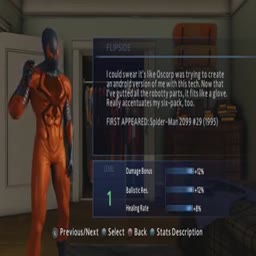 FLIPSIDE
I could swear it's like Oscorp was trying to
create an android version of me with this tech. Now that
I've gutted all the robotty parts, it fits like a glove.
Really accentuates my six-pack, too.
FIRST APPEARED: Spider-Man 2099 #29 (1995)
LEVEL
1
Damage Bonus +12%
Ballistic Res. +12%
Healing Rate +8%
Previous/Next Select Back Stats Description